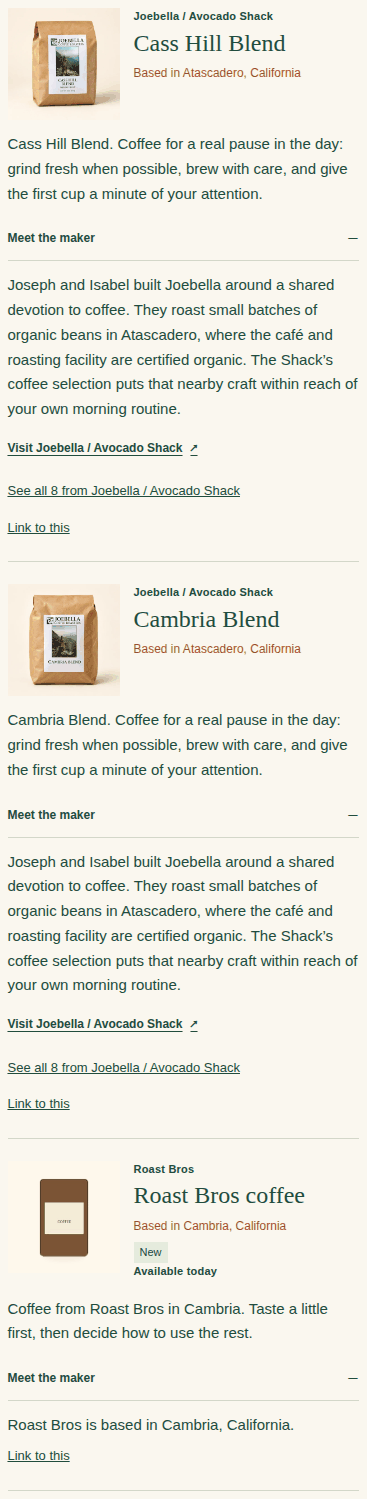 JOEBELLA
Joebella / Avocado Shack
Cass Hill Blend
Based in Atascadero, California
Cass Hill Blend. Coffee for a real pause in the day:
grind fresh when possible, brew with care, and give
the first cup a minute of your attention.
Meet the maker —
Joseph and Isabel built Joebella around a shared
devotion to coffee. They roast small batches of
organic beans in Atascadero, where the café and
roasting facility are certified organic. The Shack’s
coffee selection puts that nearby craft within reach of
your own morning routine.
Visit Joebella / Avocado Shack ↗
See all 8 from Joebella / Avocado Shack
Link to this
JOEBELLA
CAMBRIA BLEND
Joebella / Avocado Shack
Cambria Blend
Based in Atascadero, California
Cambria Blend. Coffee for a real pause in the day:
grind fresh when possible, brew with care, and give
the first cup a minute of your attention.
Meet the maker —
Joseph and Isabel built Joebella around a shared
devotion to coffee. They roast small batches of
organic beans in Atascadero, where the café and
roasting facility are certified organic. The Shack’s
coffee selection puts that nearby craft within reach of
your own morning routine.
Visit Joebella / Avocado Shack ↗
See all 8 from Joebella / Avocado Shack
Link to this
COFFEE
Roast Bros
Roast Bros coffee
Based in Cambria, California
New
Available today
Coffee from Roast Bros in Cambria. Taste a little
first, then decide how to use the rest.
Meet the maker —
Roast Bros is based in Cambria, California.
Link to this